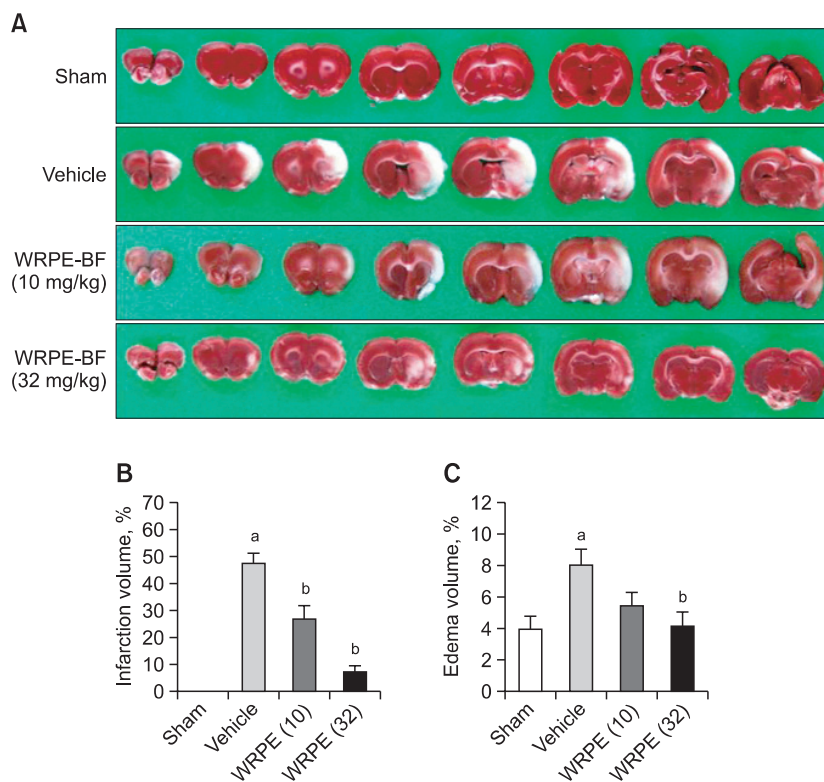 A
Sham
Vehicle
WRPE-BF
(10 mg/kg)
WRPE-BF
(32 mg/kg)
B
Infarction volume, %
70
60
50
40
30
20
10
0
a
b
b
Sham
Vehicle
WRPE (10)
WRPE (32)
C
Edema volume, %
12
10
8
6
4
2
0
a
b
Sham
Vehicle
WRPE (10)
WRPE (32)